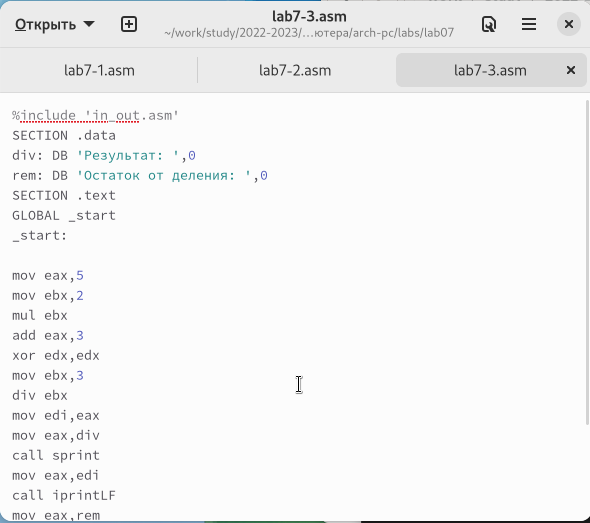 Открыть
lab7-3.asm
~/work/study/2022-2023/...ютера/arch-pc/labs/lab07
lab7-1.asm
lab7-2.asm
lab7-3.asm
%include 'in_out.asm'
SECTION .data
div: DB 'Результат: ',0
rem: DB 'Остаток от деления: ',0
SECTION .text
GLOBAL _start
_start:
mov eax,5
mov ebx,2
mul ebx
add eax,3
xor edx,edx
mov ebx,3
div ebx
mov edi,eax
mov eax,div
call sprint
mov eax,edi
call iprintLF
mov eax,rem